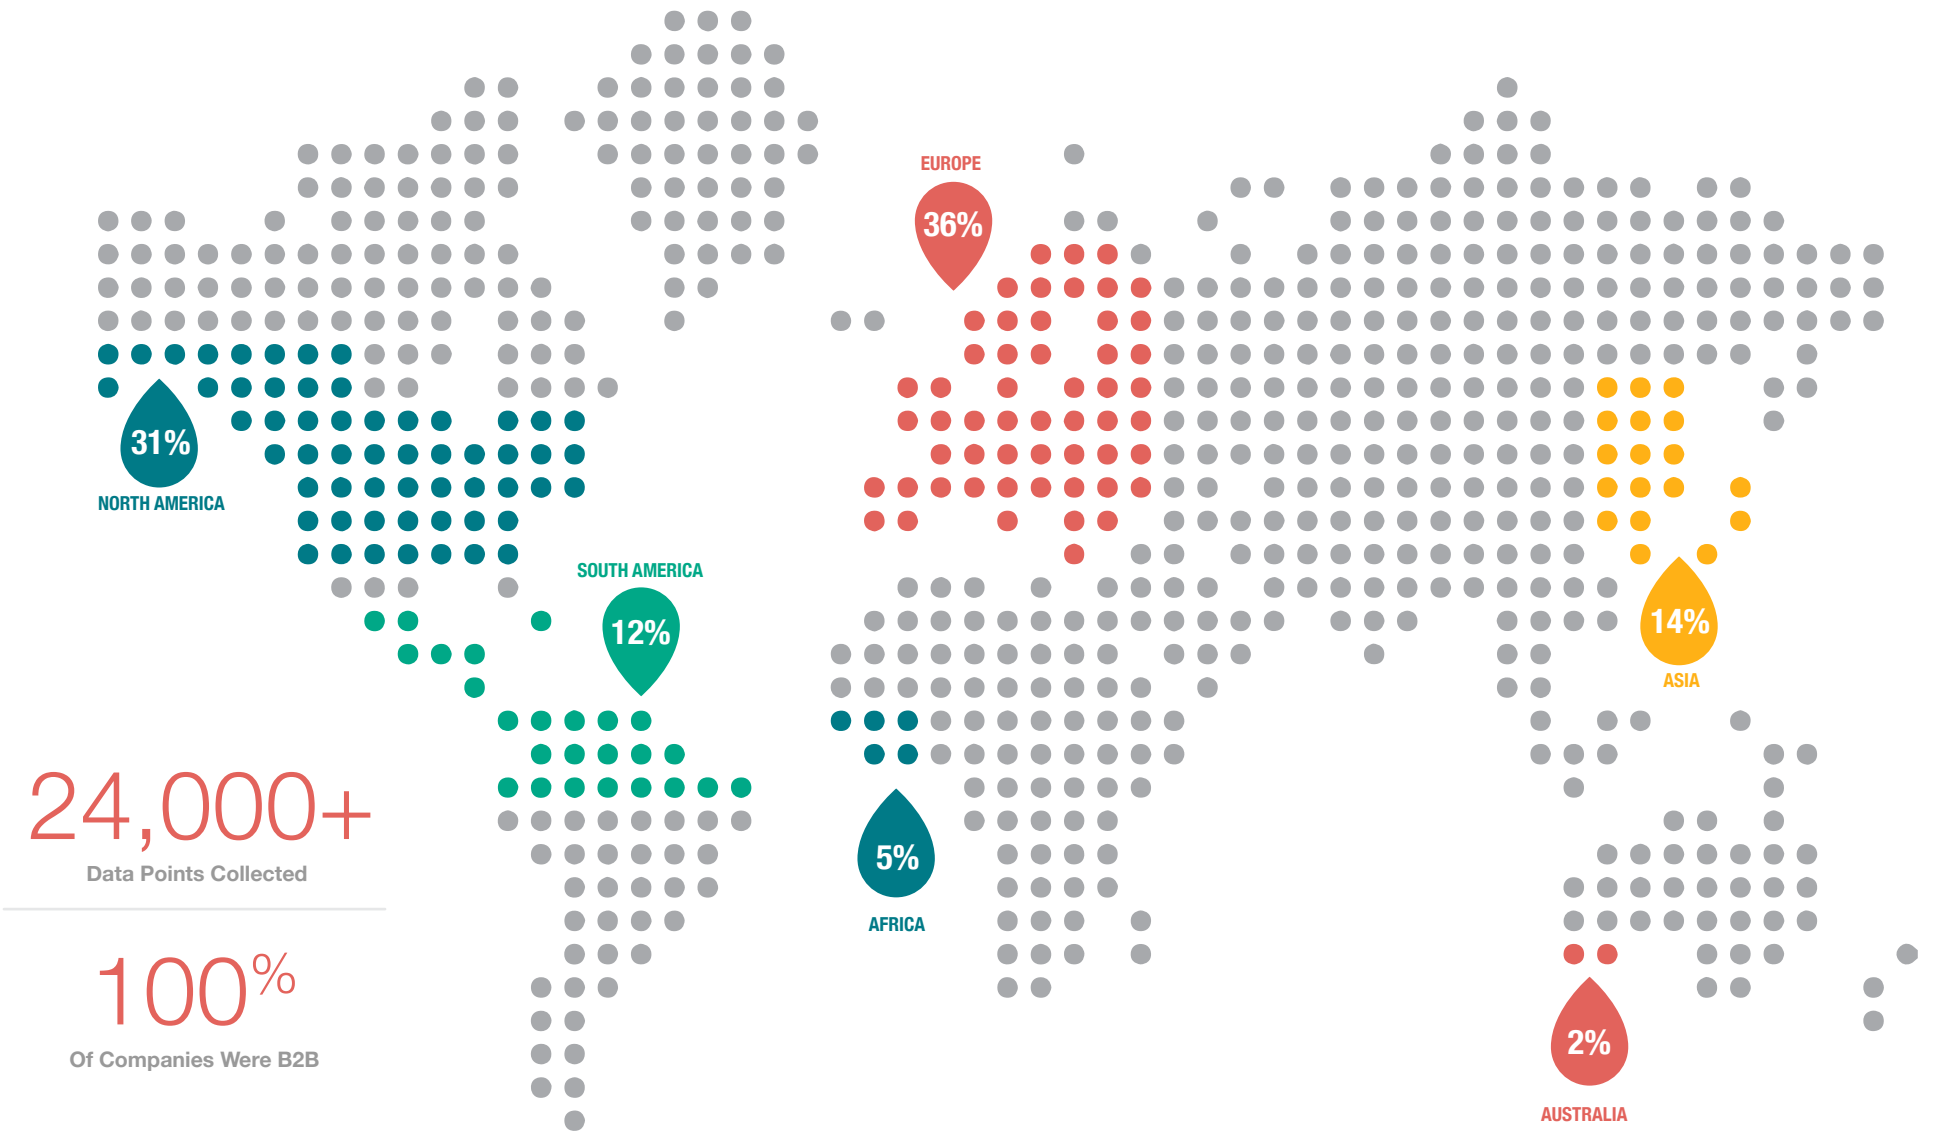 EUROPE
36%
31%
NORTH AMERICA
SOUTH AMERICA
12%
14%
ASIA
24,000+
Data Points Collected
5%
AFRICA
100%
Of Companies Were B2B
2%
AUSTRALIA